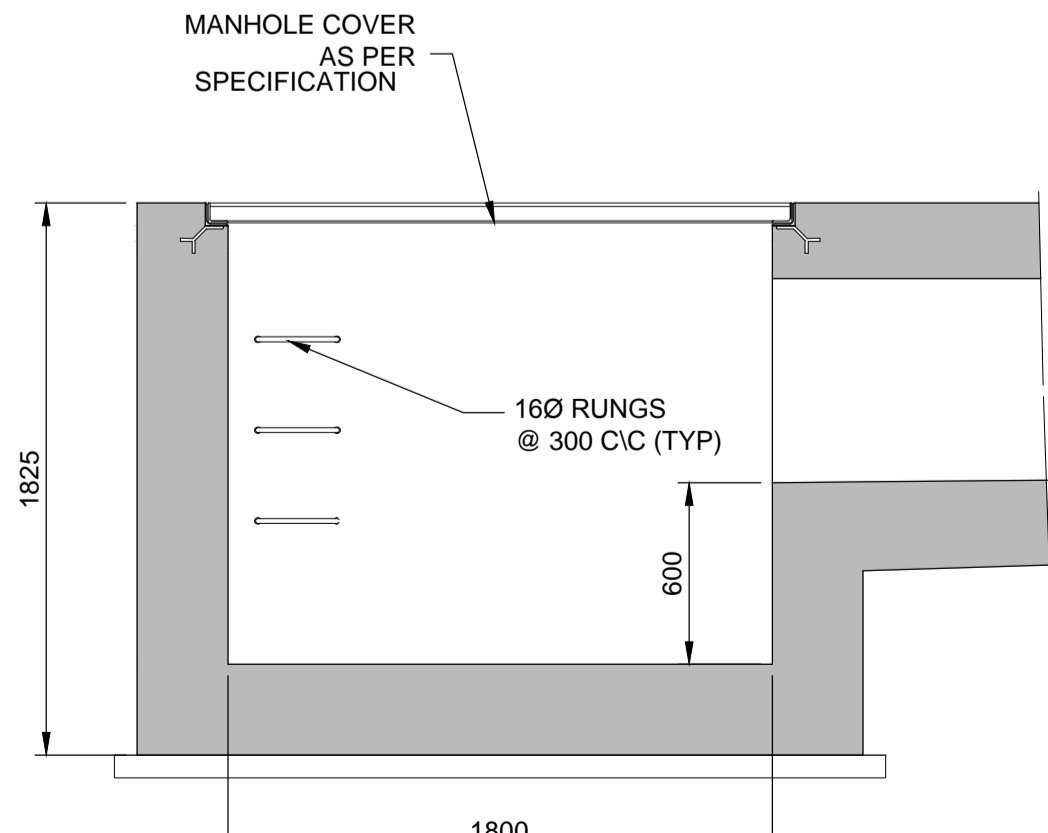 MANHOLE COVER
AS PER
SPECIFICATION
16Ø RUNGS
@ 300 C\C (TYP)
1825
600
1800